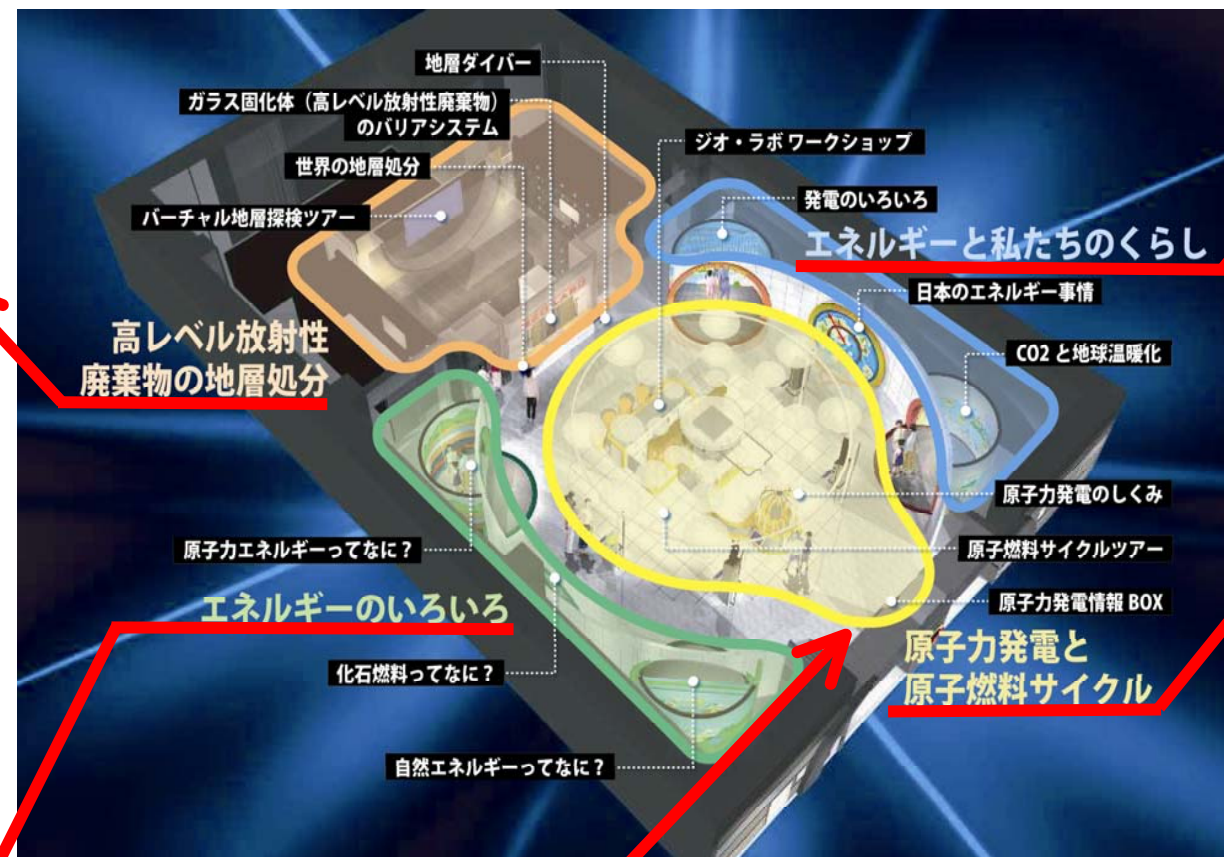 地層ダイバー
ガラス固化体（高レベル放射性廃棄物）
のバリアシステム
世界の地層処分
バーチャル地層探検ツアー
高レベル放射性
廃棄物の地層処分
ジオ・ラボ ワークショップ
発電のいろいろ
エネルギーと私たちのくらし
日本のエネルギー事情
CO2 と地球温暖化
原子力発電のしくみ
原子燃料サイクルツアー
原子力発電情報 BOX
原子力発電と
原子燃料サイクル
原子力エネルギーってなに？
エネルギーのいろいろ
化石燃料ってなに？
自然エネルギーってなに？